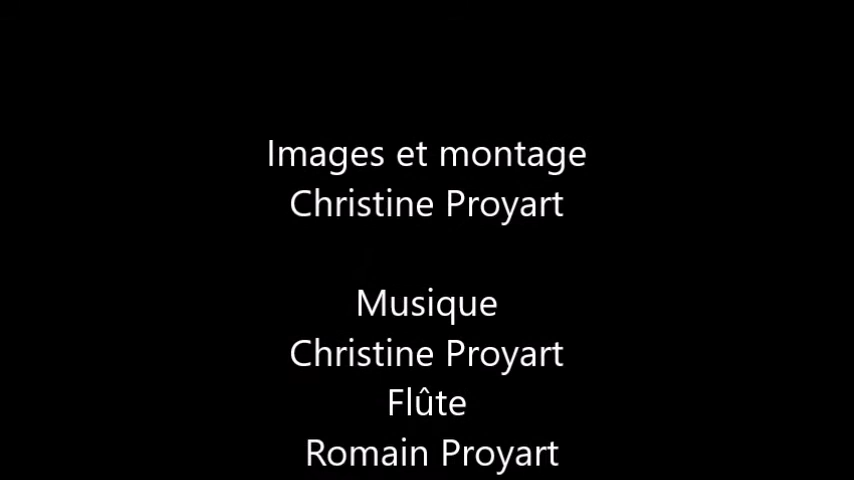 Images et montage
Christine Proyart
Musique
Christine Proyart
Flûte
Romain Proyart